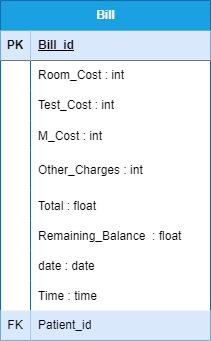 Bill
PK Bill_id
Room_Cost : int
Test_Cost : int
M_Cost : int
Other_Charges : int
Total : float
Remaining_Balance : float
date : date
Time : time
FK Patient_id